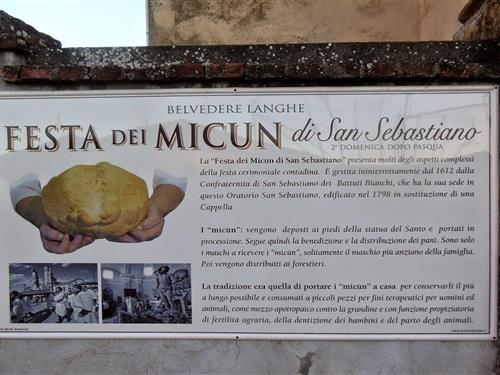 BELVEDERE LANGHE
FESTA DEI MICUN di San Sebastiano
2ª DOMENICA DOPO PASQUA
La "Festa dei Micun di San Sebastiano" presenta molti degli aspetti complessi
della festa cerimoniale contadina. È gestita ininterrottamente dal 1612 dalla
Confraternita di San Sebastiano dei Battuti Bianchi, che ha la sua sede in
questo Oratorio San Sebastiano, edificato nel 1798 in sostituzione di una
Cappella.
I "micün": vengono deposti ai piedi della statua del Santo e portati in
processione. Segue quindi la benedizione e la distribuzione dei pani. Sono solo
i maschi a ricevere i "micun", solitamente il maschio più anziano della famiglia.
Poi vengono distribuiti ai forestieri.
La tradizione era quella di portare i "micün" a casa per conservarli il più
a lungo possibile e consumati a piccoli pezzi per fini terapeutici per uomini ed
animali, come mezzo apotropaico contro la grandine e con funzione propiziatoria
di fertilità agraria, della dentizione dei bambini e del parto degli animali.